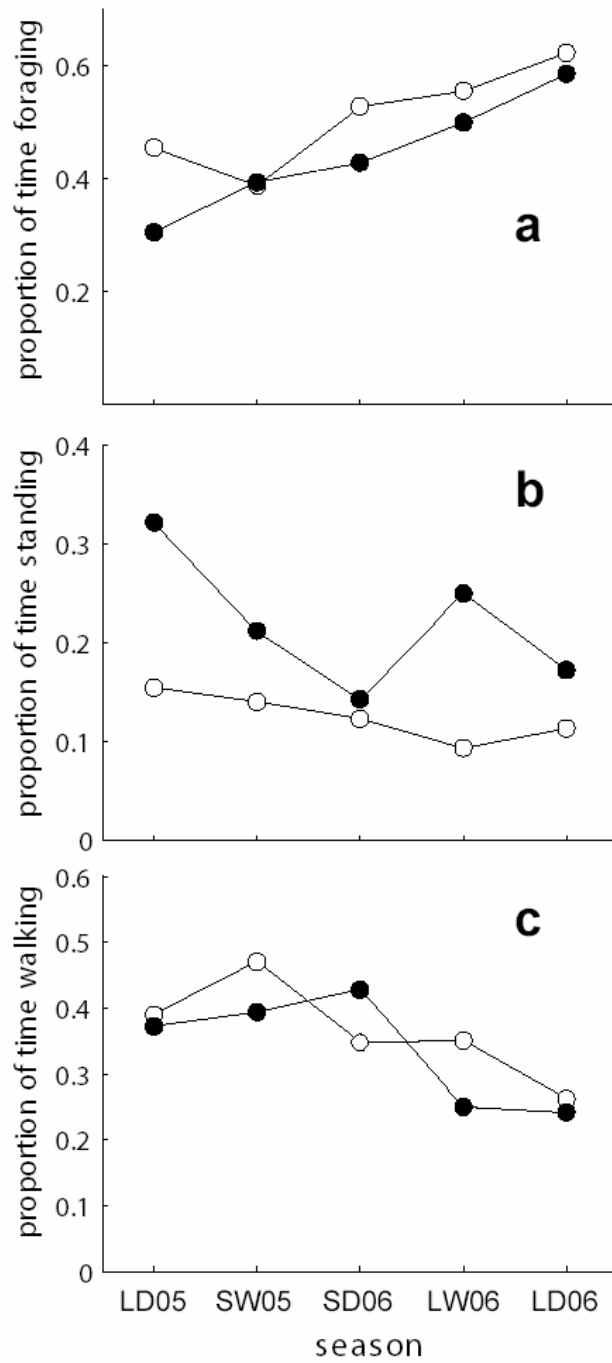 proportion of time foraging
0.6
0.4
0.2
a
proportion of time standing
0.4
0.3
0.2
0.1
0
b
proportion of time walking
0.6
0.5
0.4
0.3
0.2
0.1
0
c
LD05 SW05 SD06 LW06 LD06
season